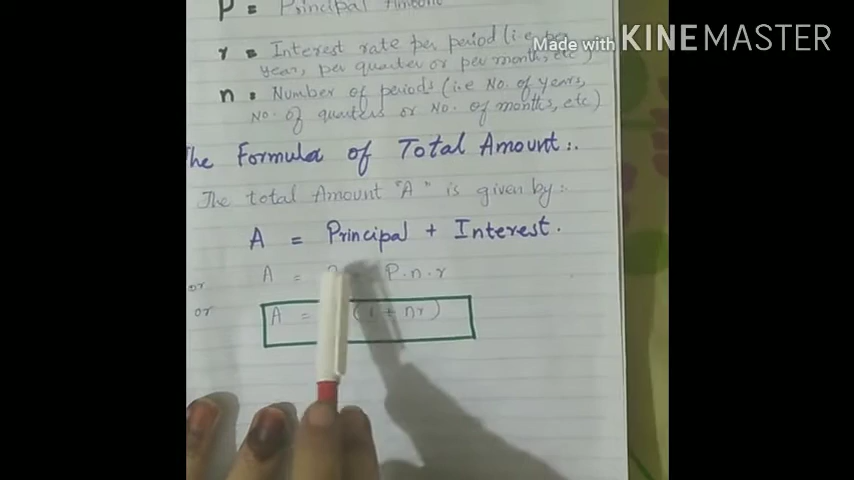 P = Principal Amount
r = Interest rate per period (i.e per
year, per quarter or per months, etc)
Made with KINEMASTER
n = Number of periods (i.e No. of years,
No. of quarters or No. of months, etc)
The Formula of Total Amount:.
The total Amount "A" is given by:
A = Principal + Interest.
or A = P.n.r
or A = (1 + nr)